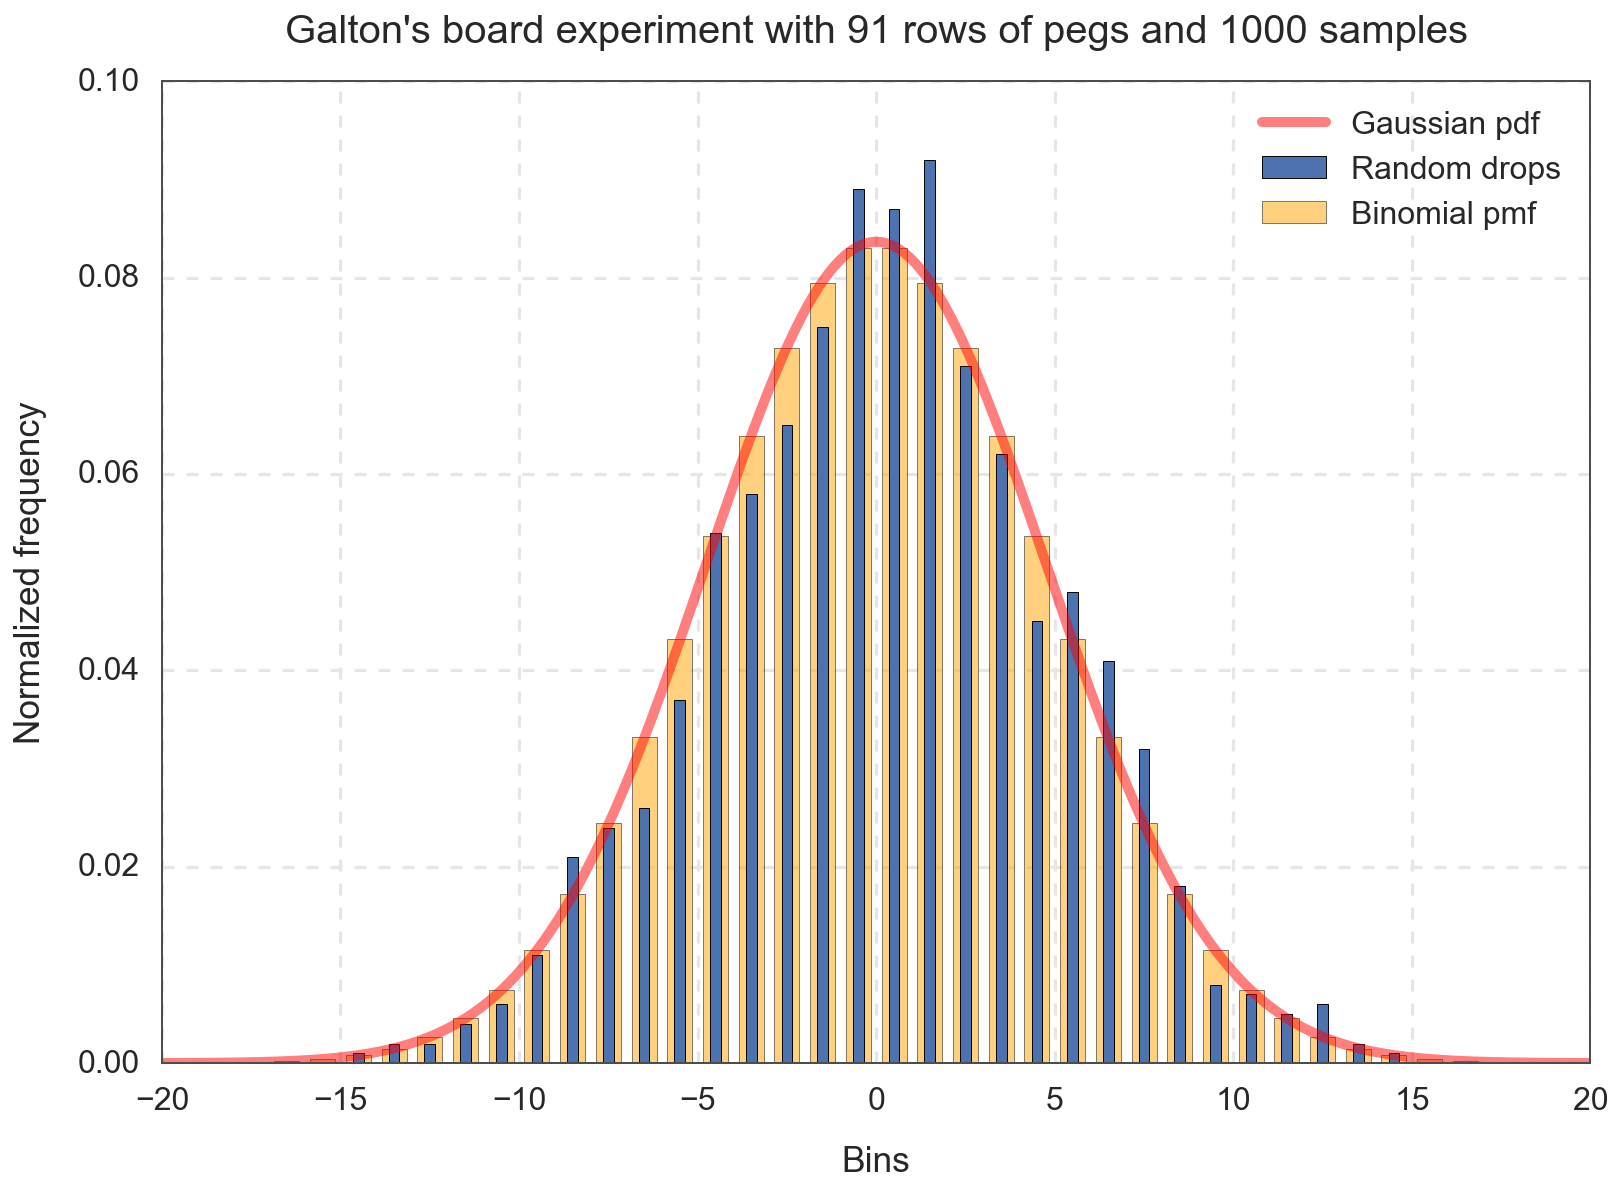 Galton's board experiment with 91 rows of pegs and 1000 samples
Gaussian pdf
Random drops
Binomial pmf
Normalized frequency
0.10
0.08
0.06
0.04
0.02
0.00
−20 −15 −10 −5 0 5 10 15 20
Bins